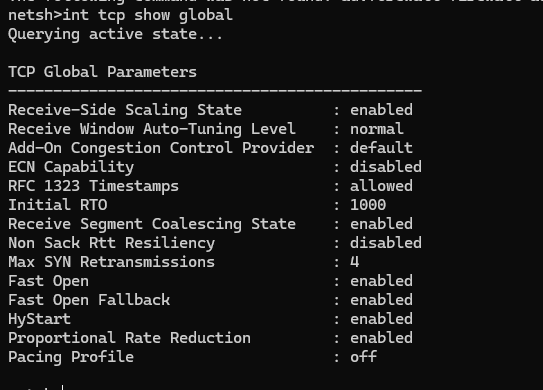 netsh>int tcp show global
Querying active state...
TCP Global Parameters
----------------------------------------------
Receive-Side Scaling State          : enabled
Receive Window Auto-Tuning Level    : normal
Add-On Congestion Control Provider  : default
ECN Capability                      : disabled
RFC 1323 Timestamps                 : allowed
Initial RTO                         : 1000
Receive Segment Coalescing State    : enabled
Non Sack Rtt Resiliency             : disabled
Max SYN Retransmissions             : 4
Fast Open                           : enabled
Fast Open Fallback                  : enabled
HyStart                             : enabled
Proportional Rate Reduction         : enabled
Pacing Profile                      : off